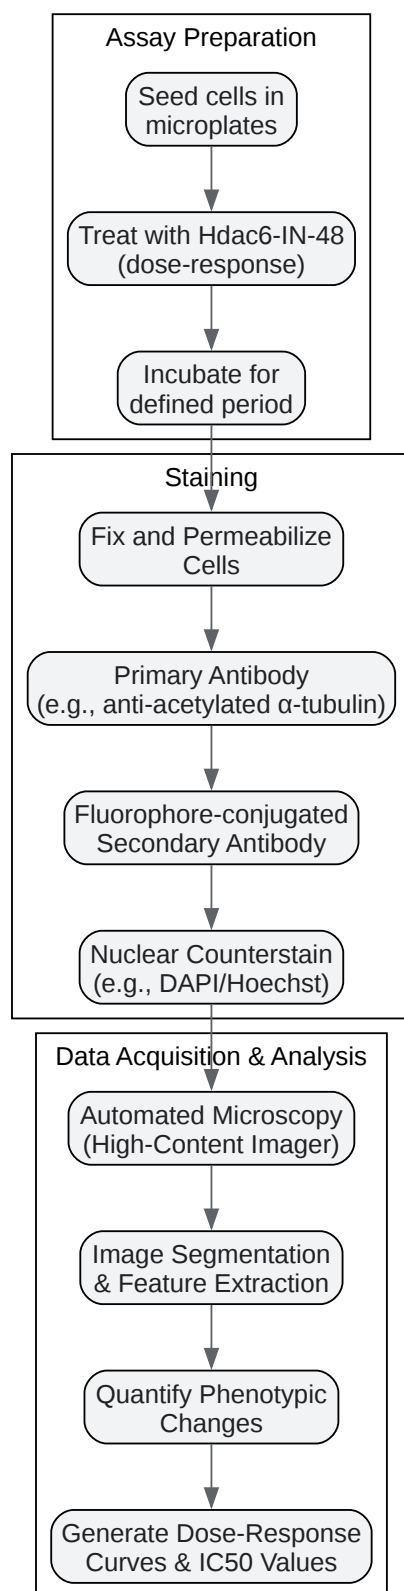 Assay Preparation
Seed cells in
microplates
Treat with Hdac6-IN-48
(dose-response)
Incubate for
defined period
Staining
Fix and Permeabilize
Cells
Primary Antibody
(e.g., anti-acetylated α-tubulin)
Fluorophore-conjugated
Secondary Antibody
Nuclear Counterstain
(e.g., DAPI/Hoechst)
Data Acquisition & Analysis
Automated Microscopy
(High-Content Imager)
Image Segmentation
& Feature Extraction
Quantify Phenotypic
Changes
Generate Dose-Response
Curves & IC50 Values